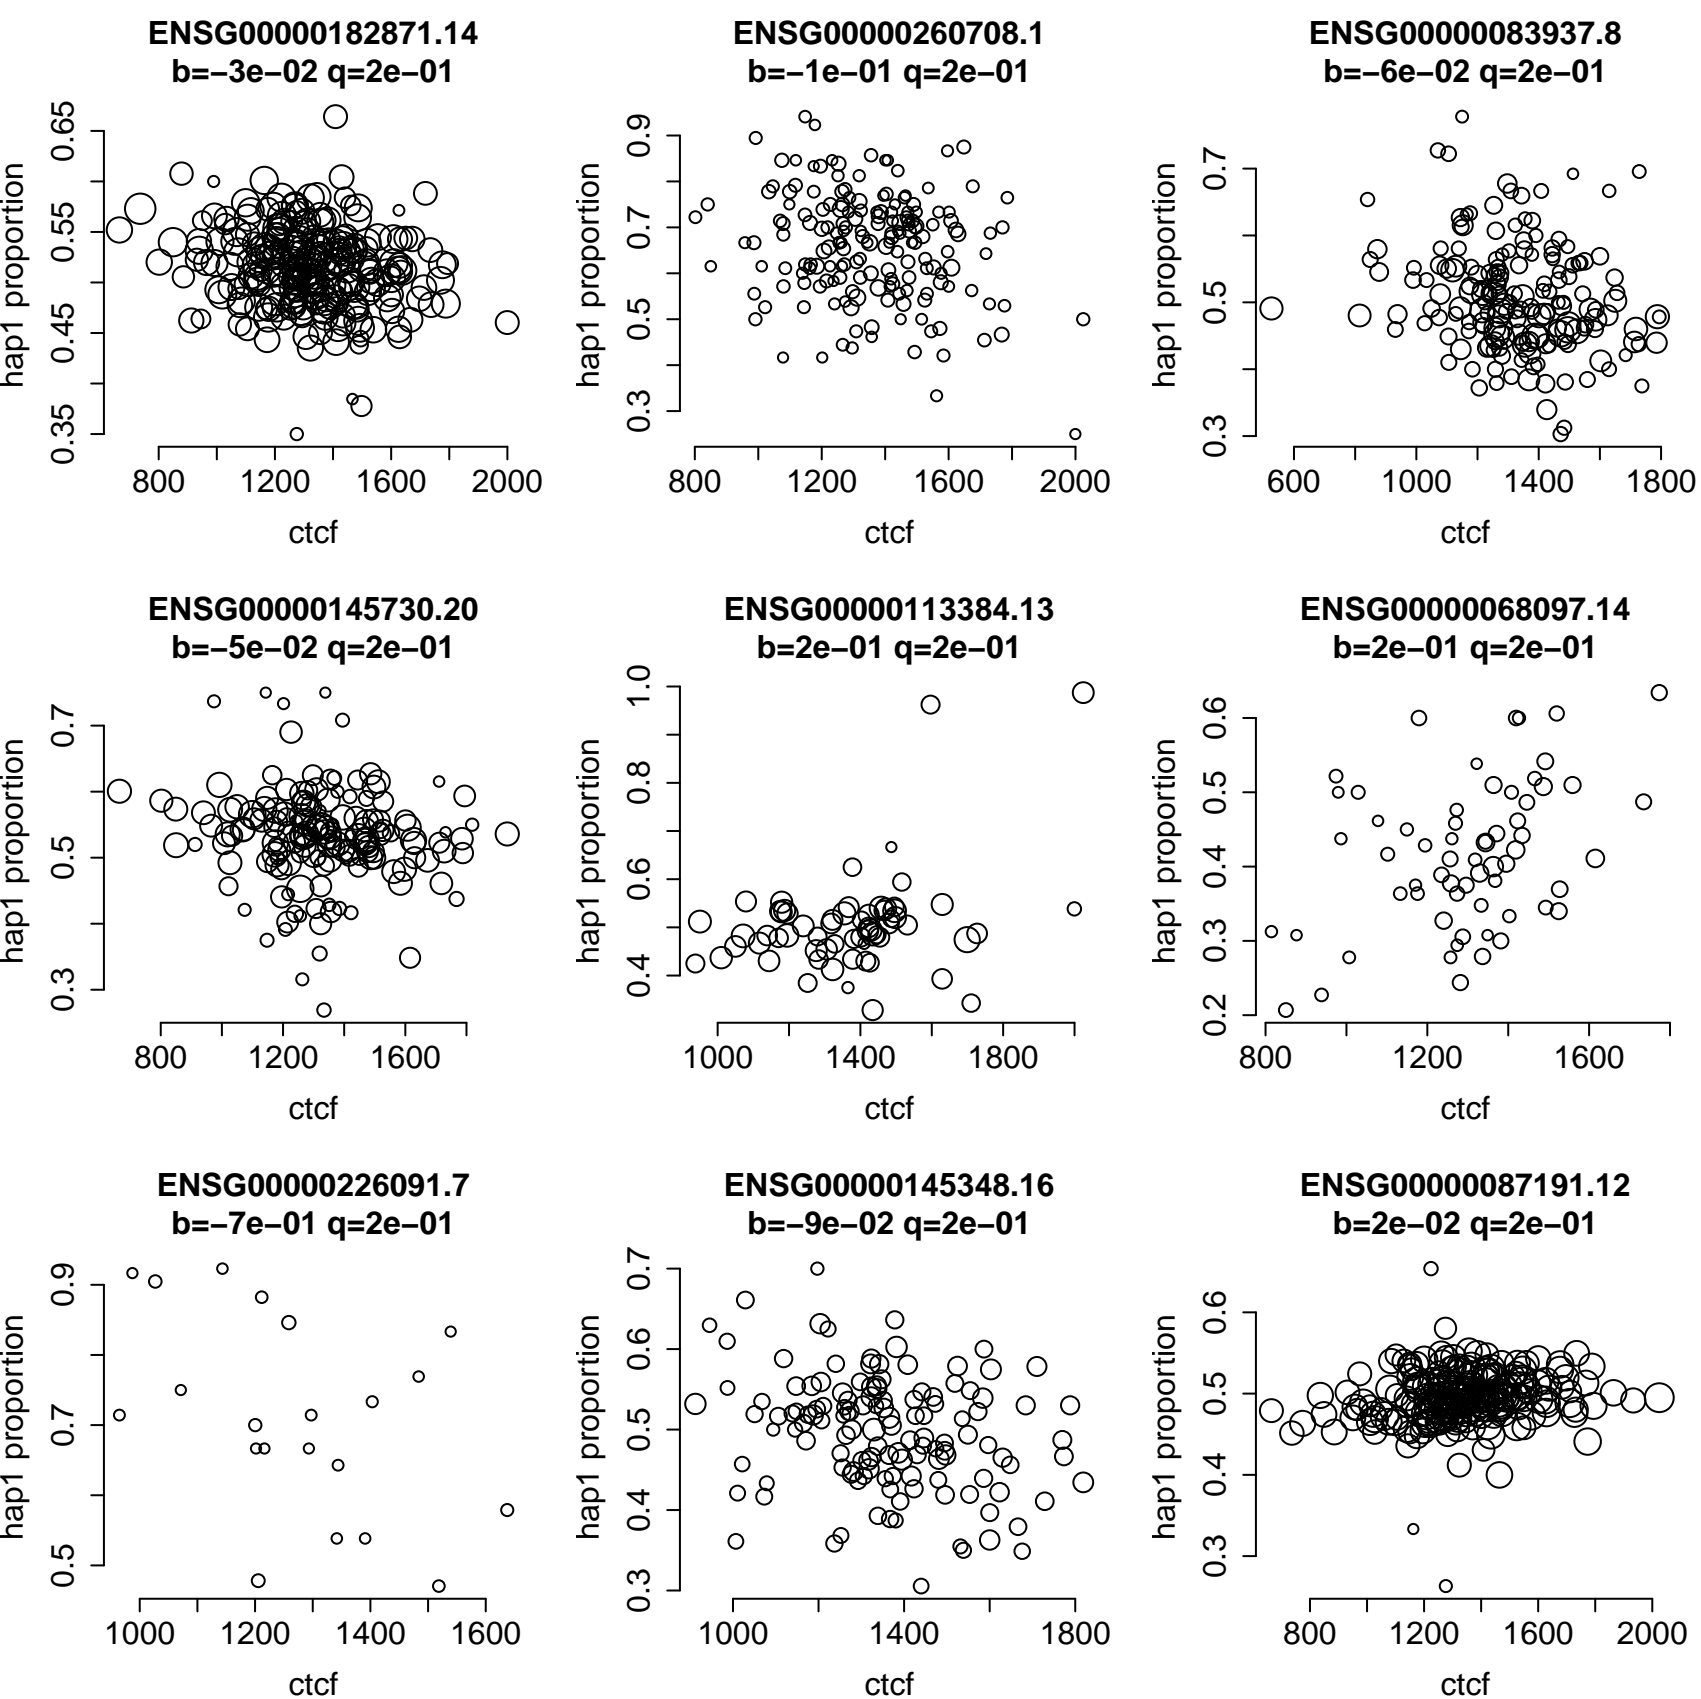 ENSG00000182871.14
b=−3e−02 q=2e−01
hap1 proportion
0.35 0.45 0.55 0.65
800 1200 1600 2000
ctcf
ENSG00000260708.1
b=−1e−01 q=2e−01
hap1 proportion
0.3 0.5 0.7 0.9
800 1200 1600 2000
ctcf
ENSG00000083937.8
b=−6e−02 q=2e−01
hap1 proportion
0.3 0.5 0.7
600 1000 1400 1800
ctcf
ENSG00000145730.20
b=−5e−02 q=2e−01
hap1 proportion
0.3 0.5 0.7
800 1200 1600
ctcf
ENSG00000113384.13
b=2e−01 q=2e−01
hap1 proportion
0.4 0.6 0.8 1.0
1000 1400 1800
ctcf
ENSG00000068097.14
b=2e−01 q=2e−01
hap1 proportion
0.2 0.3 0.4 0.5 0.6
800 1200 1600
ctcf
ENSG00000226091.7
b=−7e−01 q=2e−01
hap1 proportion
0.5 0.7 0.9
1000 1200 1400 1600
ctcf
ENSG00000145348.16
b=−9e−02 q=2e−01
hap1 proportion
0.3 0.4 0.5 0.6 0.7
1000 1400 1800
ctcf
ENSG00000087191.12
b=2e−02 q=2e−01
hap1 proportion
0.3 0.4 0.5 0.6
800 1200 1600 2000
ctcf